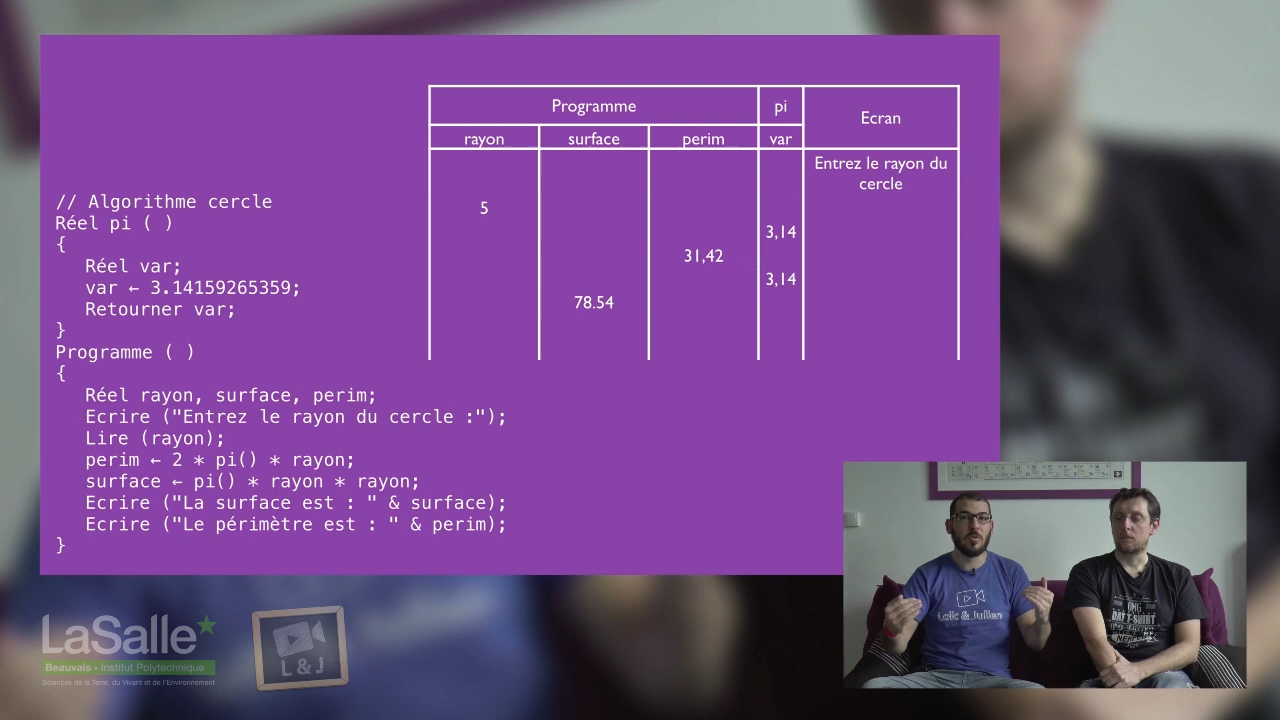 Programme
pi
Ecran
rayon
surface
perim
var
Entrez le rayon du
cercle
5
3,14
31,42
3,14
78.54
// Algorithme cercle
Réel pi ( )
{
Réel var;
var ← 3.14159265359;
Retourner var;
}
Programme ( )
{
Réel rayon, surface, perim;
Ecrire ("Entrez le rayon du cercle :");
Lire (rayon);
perim ← 2 * pi() * rayon;
surface ← pi() * rayon * rayon;
Ecrire ("La surface est : " & surface);
Ecrire ("Le périmètre est : " & perim);
}
LaSalle
Beauvais • Institut Polytechnique
Sciences de la Terre, du Vivant et de l'Environnement
L & J
Loïc & Julien
OMG